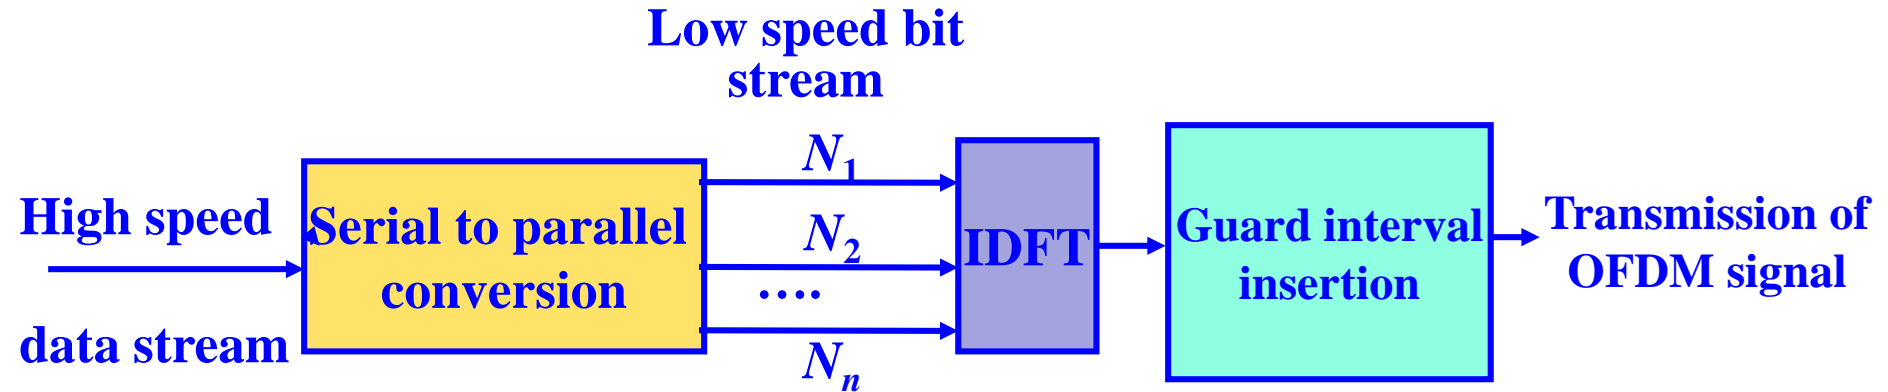 Low speed bit
stream
High speed
data stream
Serial to parallel
conversion
N1
N2
....
Nn
IDFT
Guard interval
insertion
Transmission of
OFDM signal